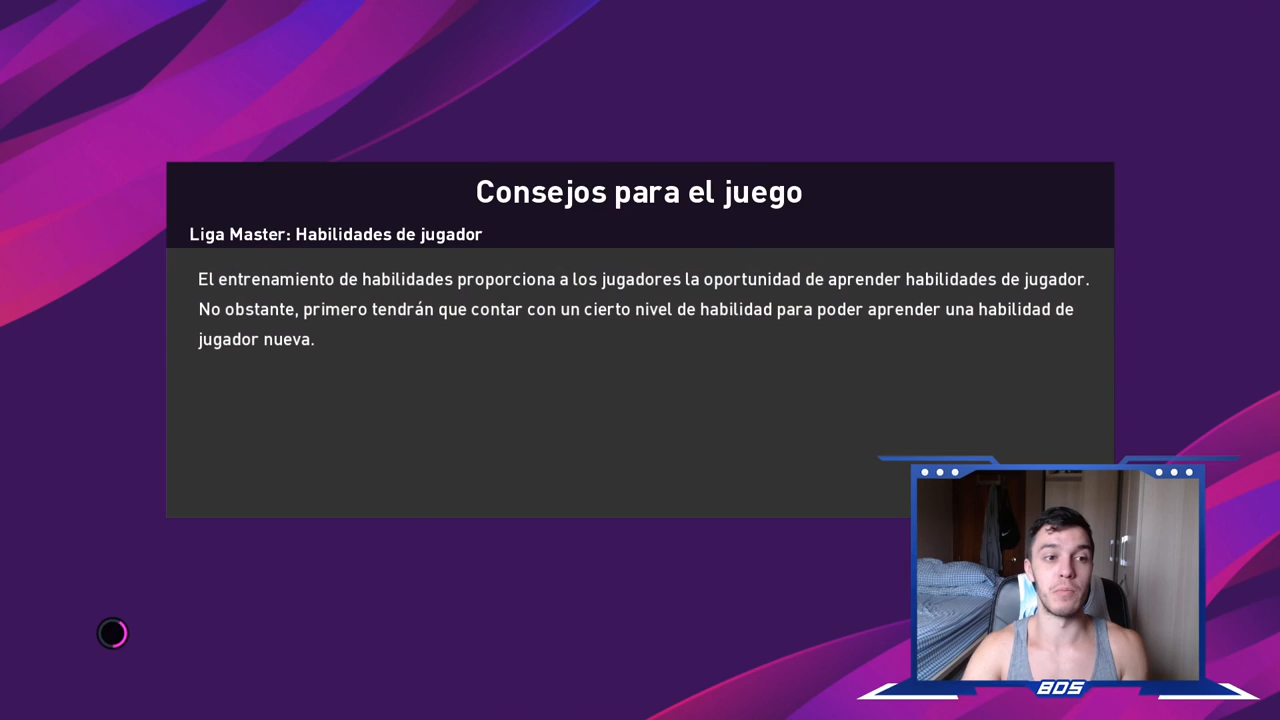 Consejos para el juego
Liga Master: Habilidades de jugador
El entrenamiento de habilidades proporciona a los jugadores la oportunidad de aprender habilidades de jugador.
No obstante, primero tendrán que contar con un cierto nivel de habilidad para poder aprender una habilidad de
jugador nueva.
BDS